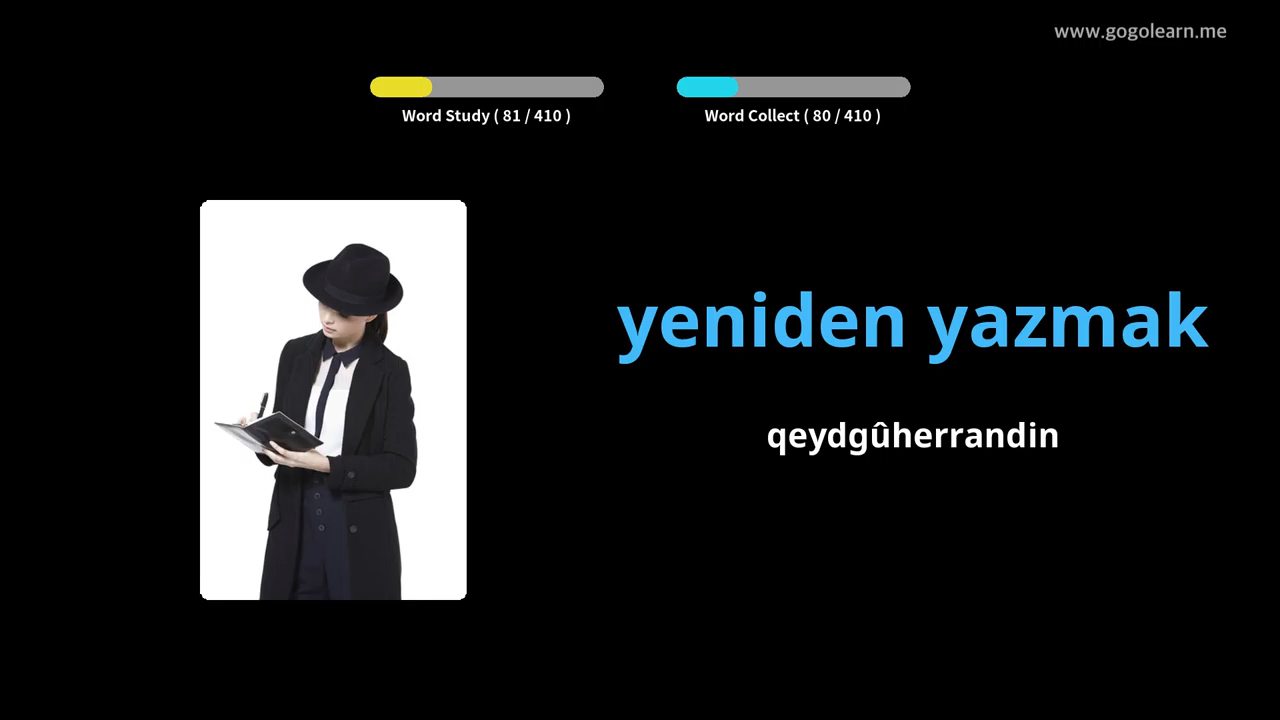 www.gogolearn.me
Word Study ( 81 / 410 )
Word Collect ( 80 / 410 )
yeniden yazmak
qeydgûherrandin